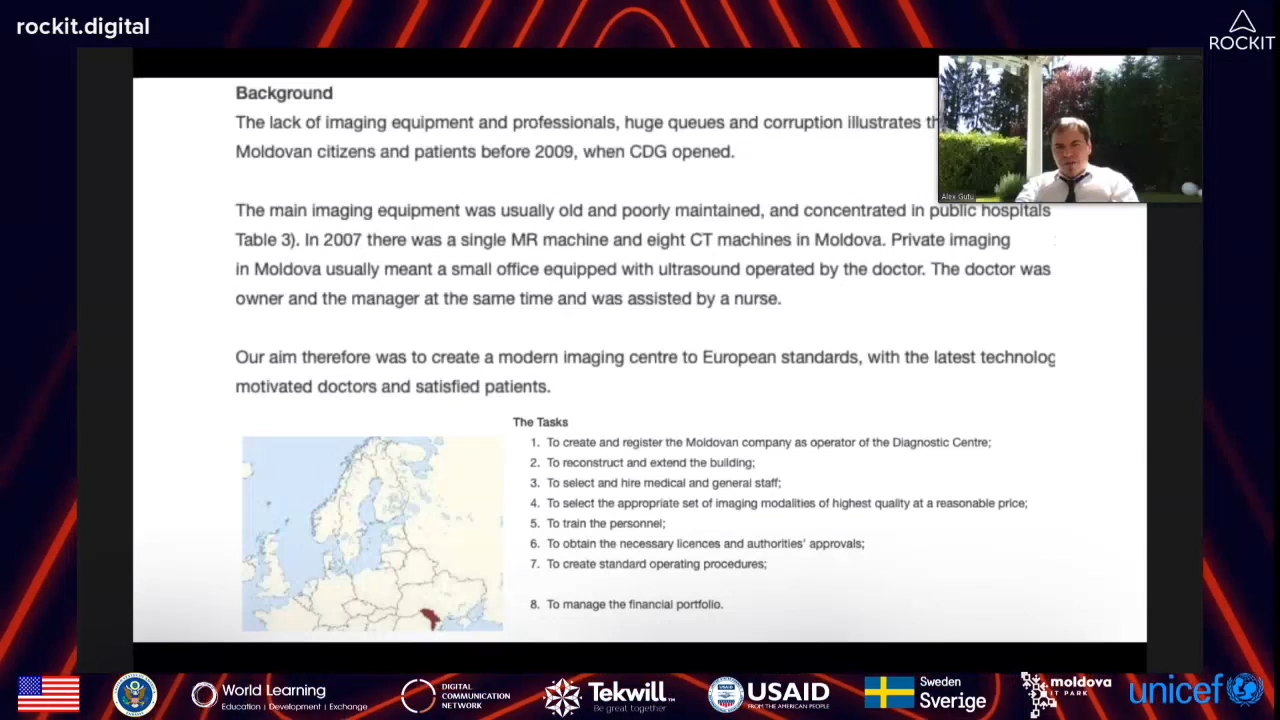 rockit.digital
ROCKIT
Background
The lack of imaging equipment and professionals, huge queues and corruption illustrates
Moldovan citizens and patients before 2009, when CDG opened.
Alex Gutu
The main imaging equipment was usually old and poorly maintained, and concentrated in public hospitals
Table 3). In 2007 there was a single MR machine and eight CT machines in Moldova. Private imaging
in Moldova usually meant a small office equipped with ultrasound operated by the doctor. The doctor was
owner and the manager at the same time and was assisted by a nurse.
Our aim therefore was to create a modern imaging centre to European standards, with the latest technolog
motivated doctors and satisfied patients.
The Tasks
1. To create and register the Moldovan company as operator of the Diagnostic Centre;
2. To reconstruct and extend the building;
3. To select and hire medical and general staff;
4. To select the appropriate set of imaging modalities of highest quality at a reasonable price;
5. To train the personnel;
6. To obtain the necessary licences and authorities' approvals;
7. To create standard operating procedures;
8. To manage the financial portfolio.
World Learning
Education | Development | Exchange
DIGITAL
COMMUNICATION
NETWORK
Tekwill™
Be great together
USAID
FROM THE AMERICAN PEOPLE
Sweden
Sverige
moldova
IT PARK
unicef